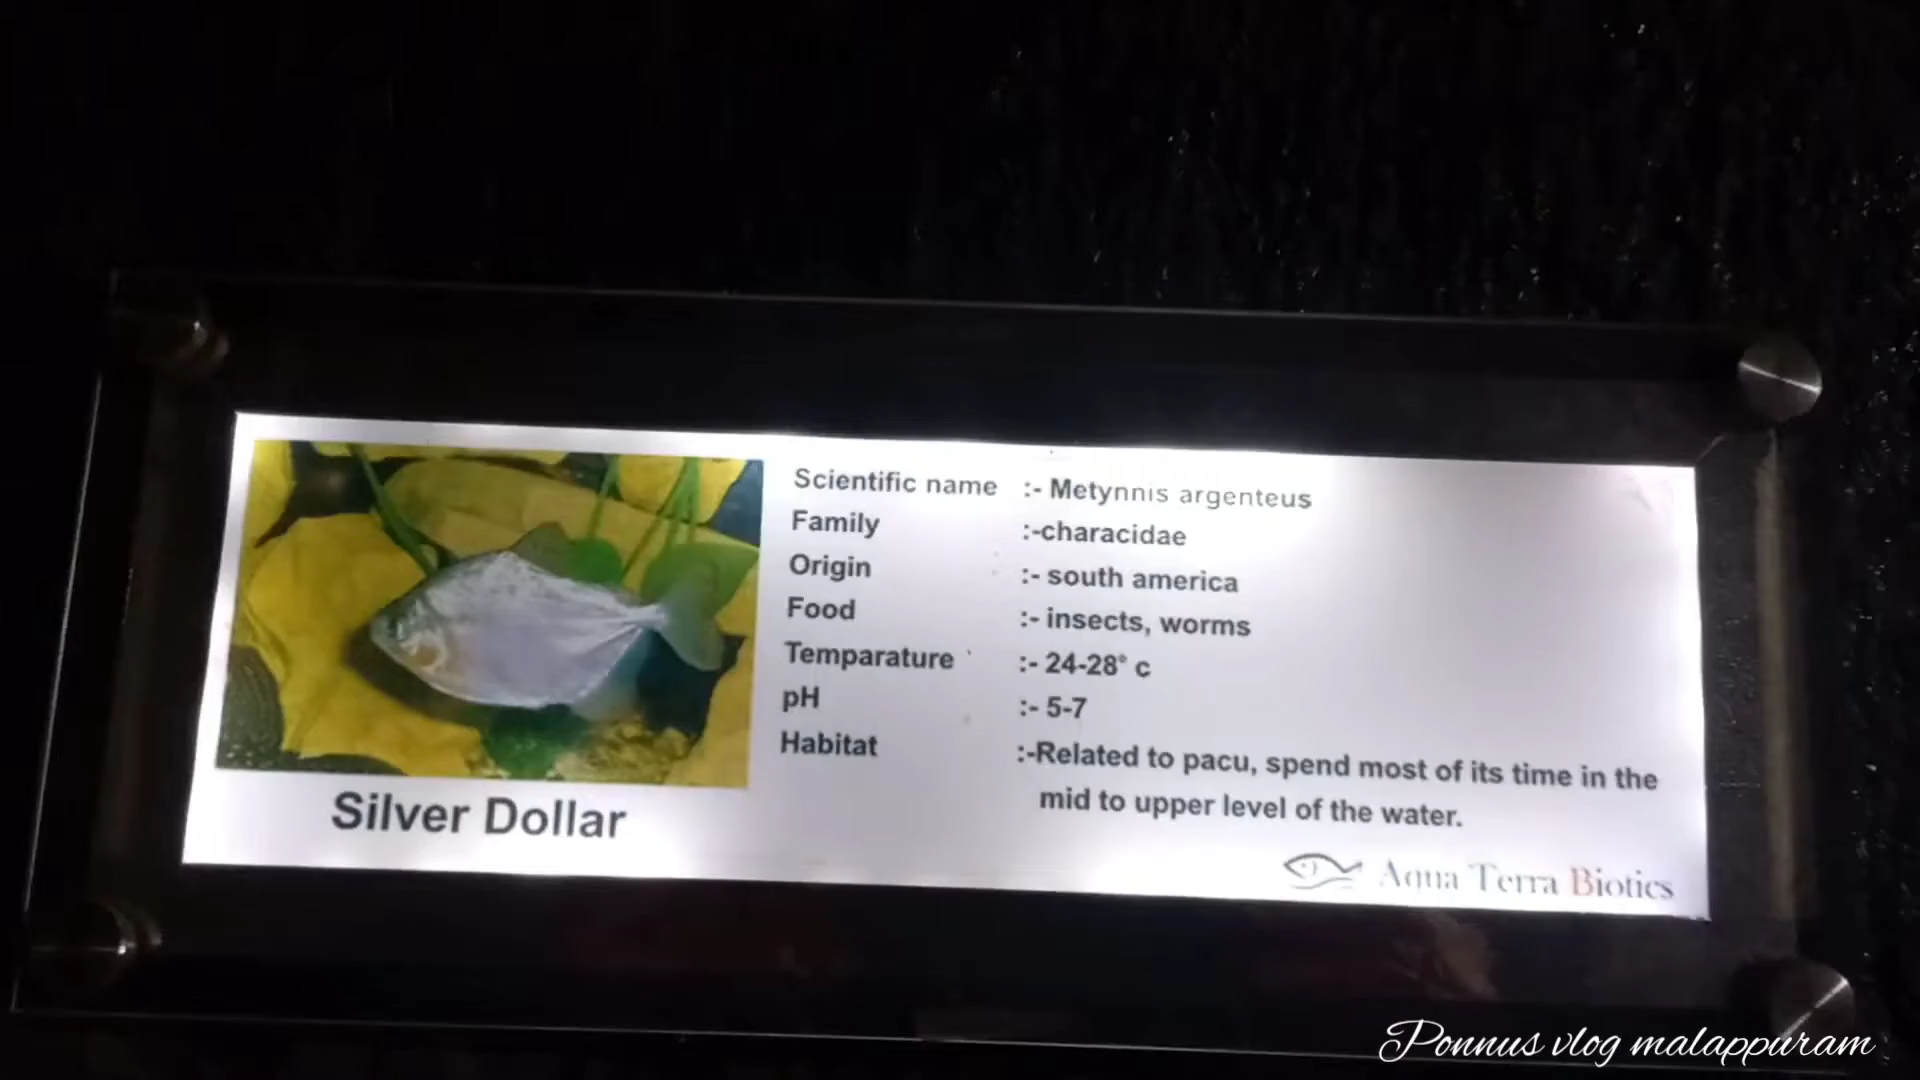 Scientific name :- Metynnis argenteus
Family :-characidae
Origin :- south america
Food :- insects, worms
Temparature :- 24-28° c
pH :- 5-7
Habitat :-Related to pacu, spend most of its time in the
mid to upper level of the water.
Silver Dollar
Aqua Terra Biotics
Ponnus vlog malappuram